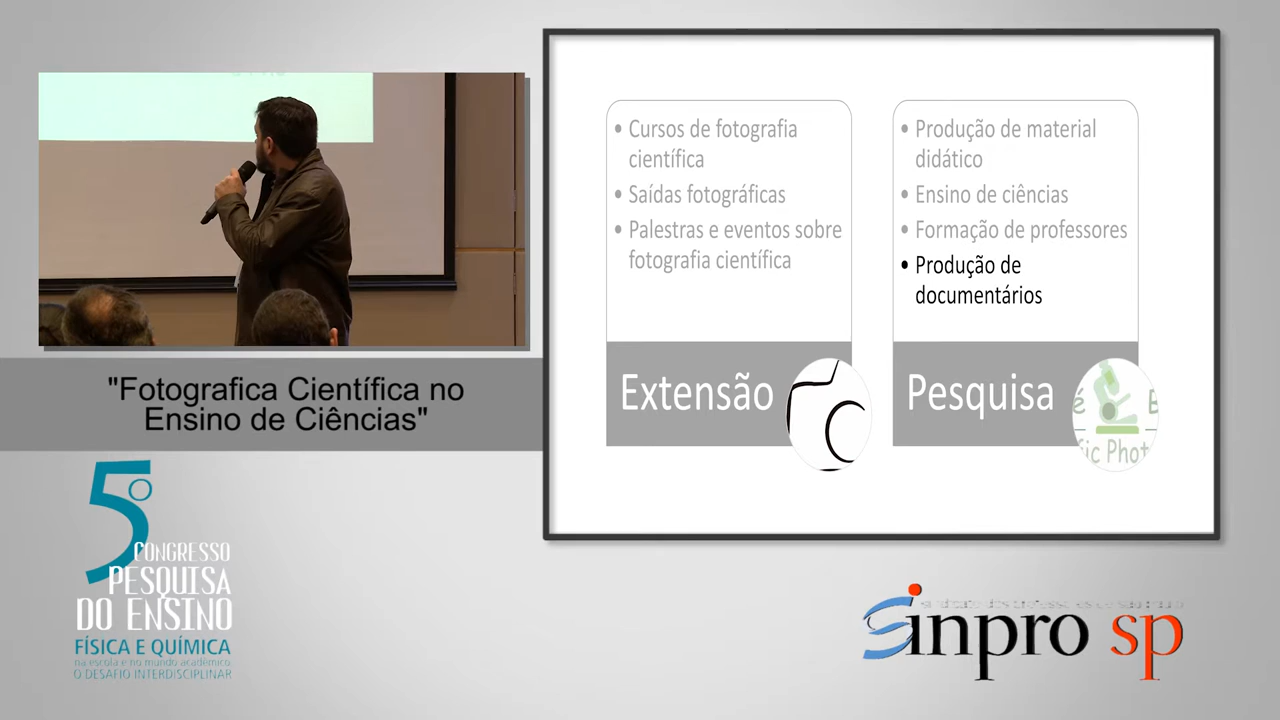 • Cursos de fotografia
científica
• Saídas fotográficas
• Palestras e eventos sobre
fotografia científica
Extensão
• Produção de material
didático
• Ensino de ciências
• Formação de professores
• Produção de
documentários
Pesquisa
"Fotografica Científica no
Ensino de Ciências"
5º
CONGRESSO
PESQUISA
DO ENSINO
FÍSICA E QUÍMICA
na escola e no mundo acadêmico
O DESAFIO INTERDISCIPLINAR
Sinpro sp